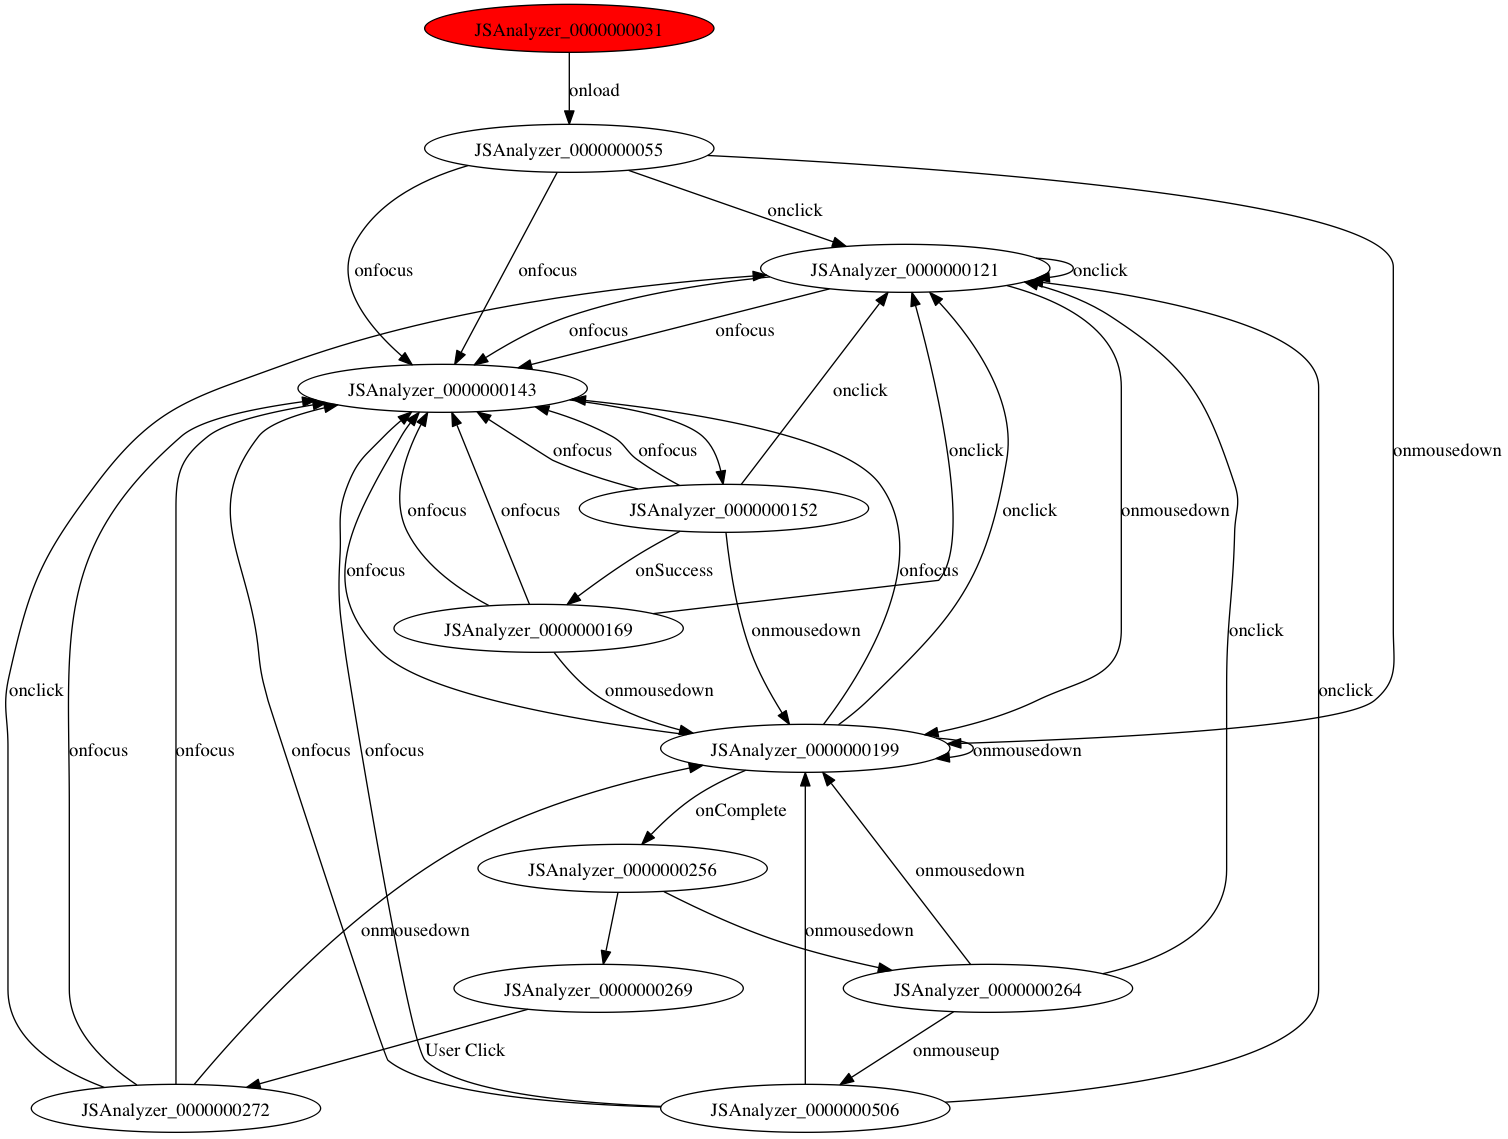 JSAnalyzer_0000000031
onload
JSAnalyzer_0000000055
onclick
onfocus
onfocus
JSAnalyzer_0000000121
onclick
onfocus
onfocus
JSAnalyzer_0000000143
onclick
onfocus
onfocus
onclick
onmousedown
JSAnalyzer_0000000152
onfocus
onfocus
onclick
onmousedown
onfocus
onSuccess
onfocus
JSAnalyzer_0000000169
onmousedown
onclick
onclick
onmousedown
onclick
JSAnalyzer_0000000199
onfocus
onfocus
onfocus
onfocus
onmousedown
onComplete
JSAnalyzer_0000000256
onmousedown
onmousedown
onmousedown
JSAnalyzer_0000000269
JSAnalyzer_0000000264
User Click
onmouseup
JSAnalyzer_0000000272
JSAnalyzer_0000000506